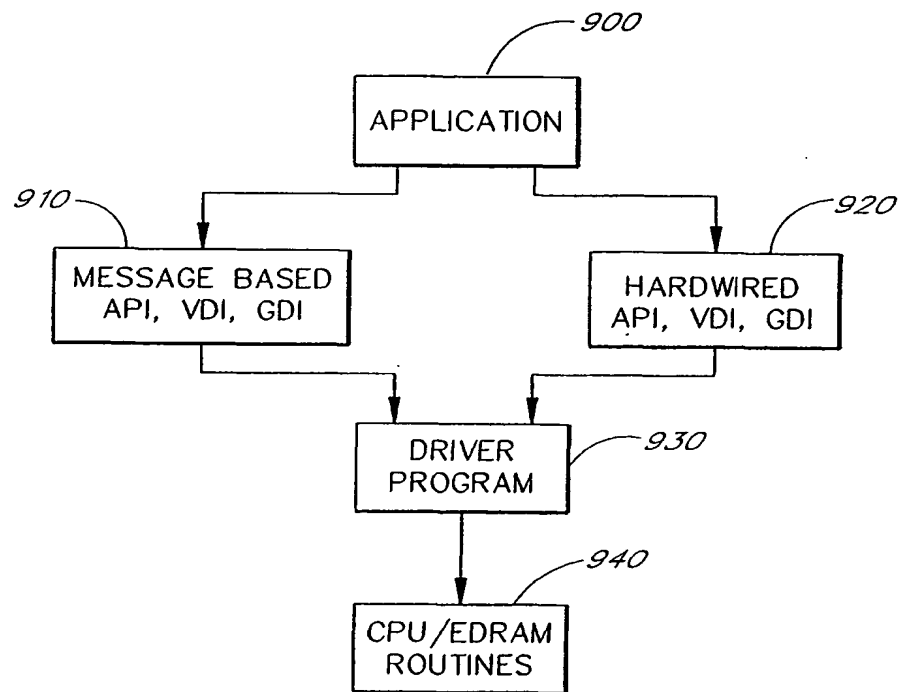 900
APPLICATION
910
920
MESSAGE BASED
API, VDI, GDI
HARDWIRED
API, VDI, GDI
DRIVER
PROGRAM
930
940
CPU/EDRAM
ROUTINES